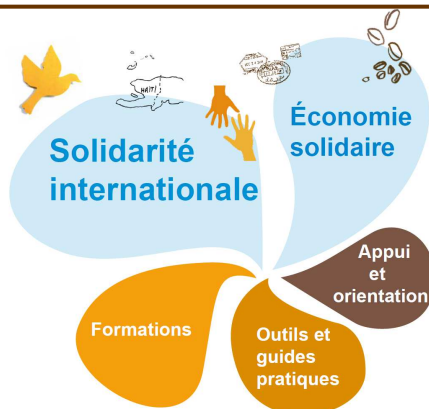 HAITI
Solidarité
internationale
Économie
solidaire
Appui
et
orientation
Formations
Outils et
guides
pratiques